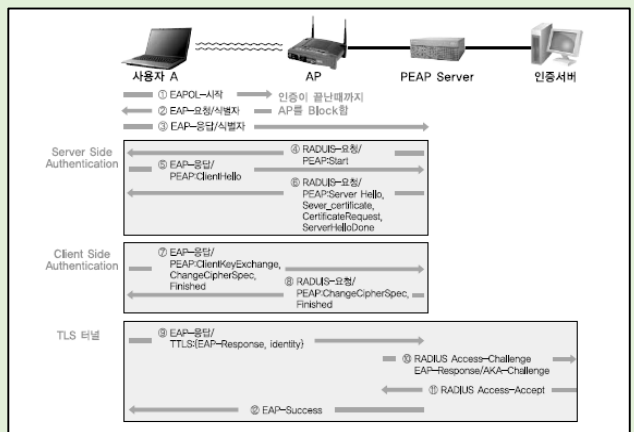 사용자 A
AP
PEAP Server
인증서버
① EAPOL-시작
인증이 끝난때까지
AP를 Block함
② EAP-요청/식별자
③ EAP-응답/식별자
Server Side
Authentication
④ RADUIS-요청/
PEAP:Start
⑤ EAP-응답/
PEAP:ClientHello
⑥ RADUIS-요청/
PEAP:Server Hello,
Sever_certificate,
CertificateRequest,
ServerHelloDone
Client Side
Authentication
⑦ EAP-응답/
PEAP:ClientKeyExchange,
ChangeCipherSpec,
Finished
⑧ RADUIS-요청/
PEAP:ChangeCipherSpec,
Finished
TLS 터널
⑨ EAP-응답/
TTLS:{EAP-Response, identity}
⑩ RADIUS Access-Challenge
EAP-Response/AKA-Challenge
⑪ RADIUS Access-Accept
⑫ EAP-Success